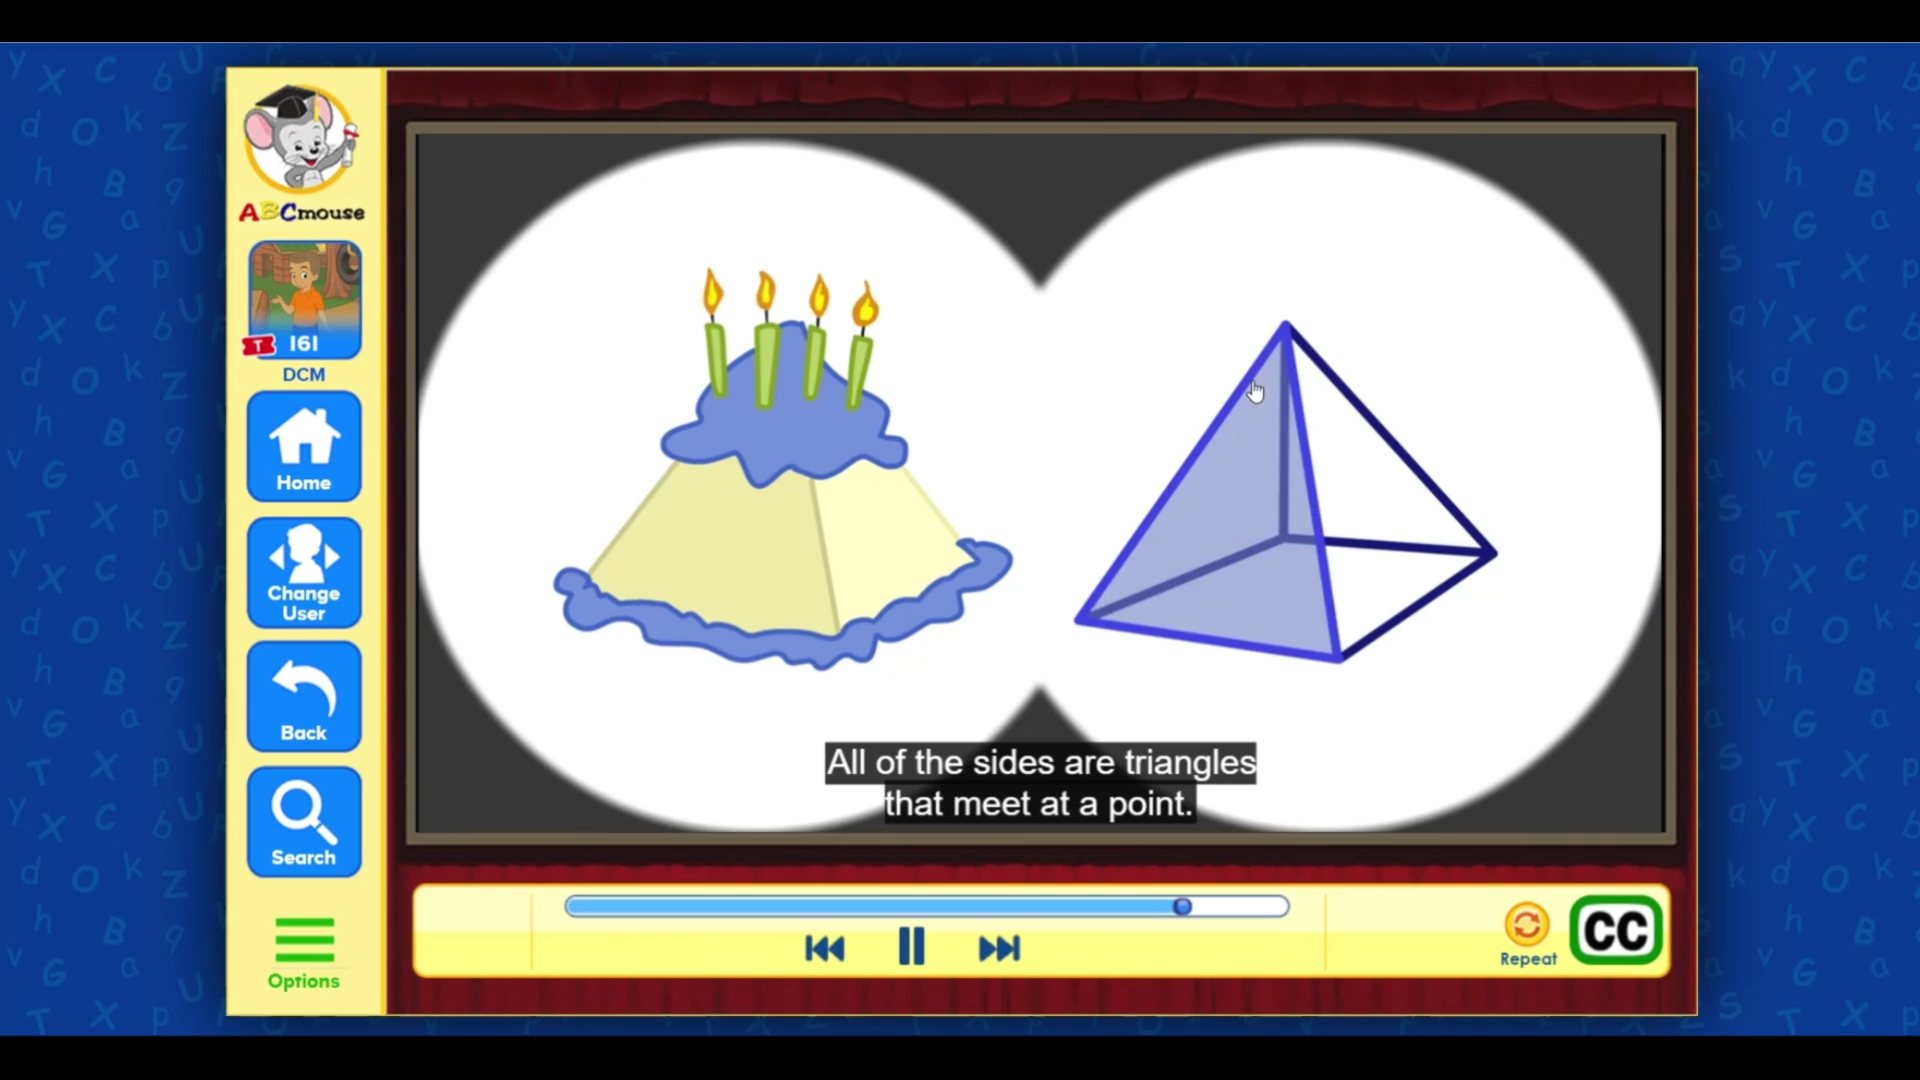 ABCmouse
T
161
DCM
Home
Change
User
Back
Search
Options
All of the sides are triangles
that meet at a point.
Repeat
CC